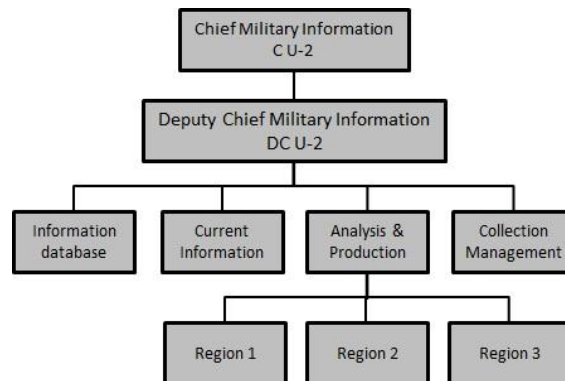 Chief Military Information
C U-2
Deputy Chief Military Information
DC U-2
Information
database
Current
Information
Analysis &
Production
Collection
Management
Region 1
Region 2
Region 3